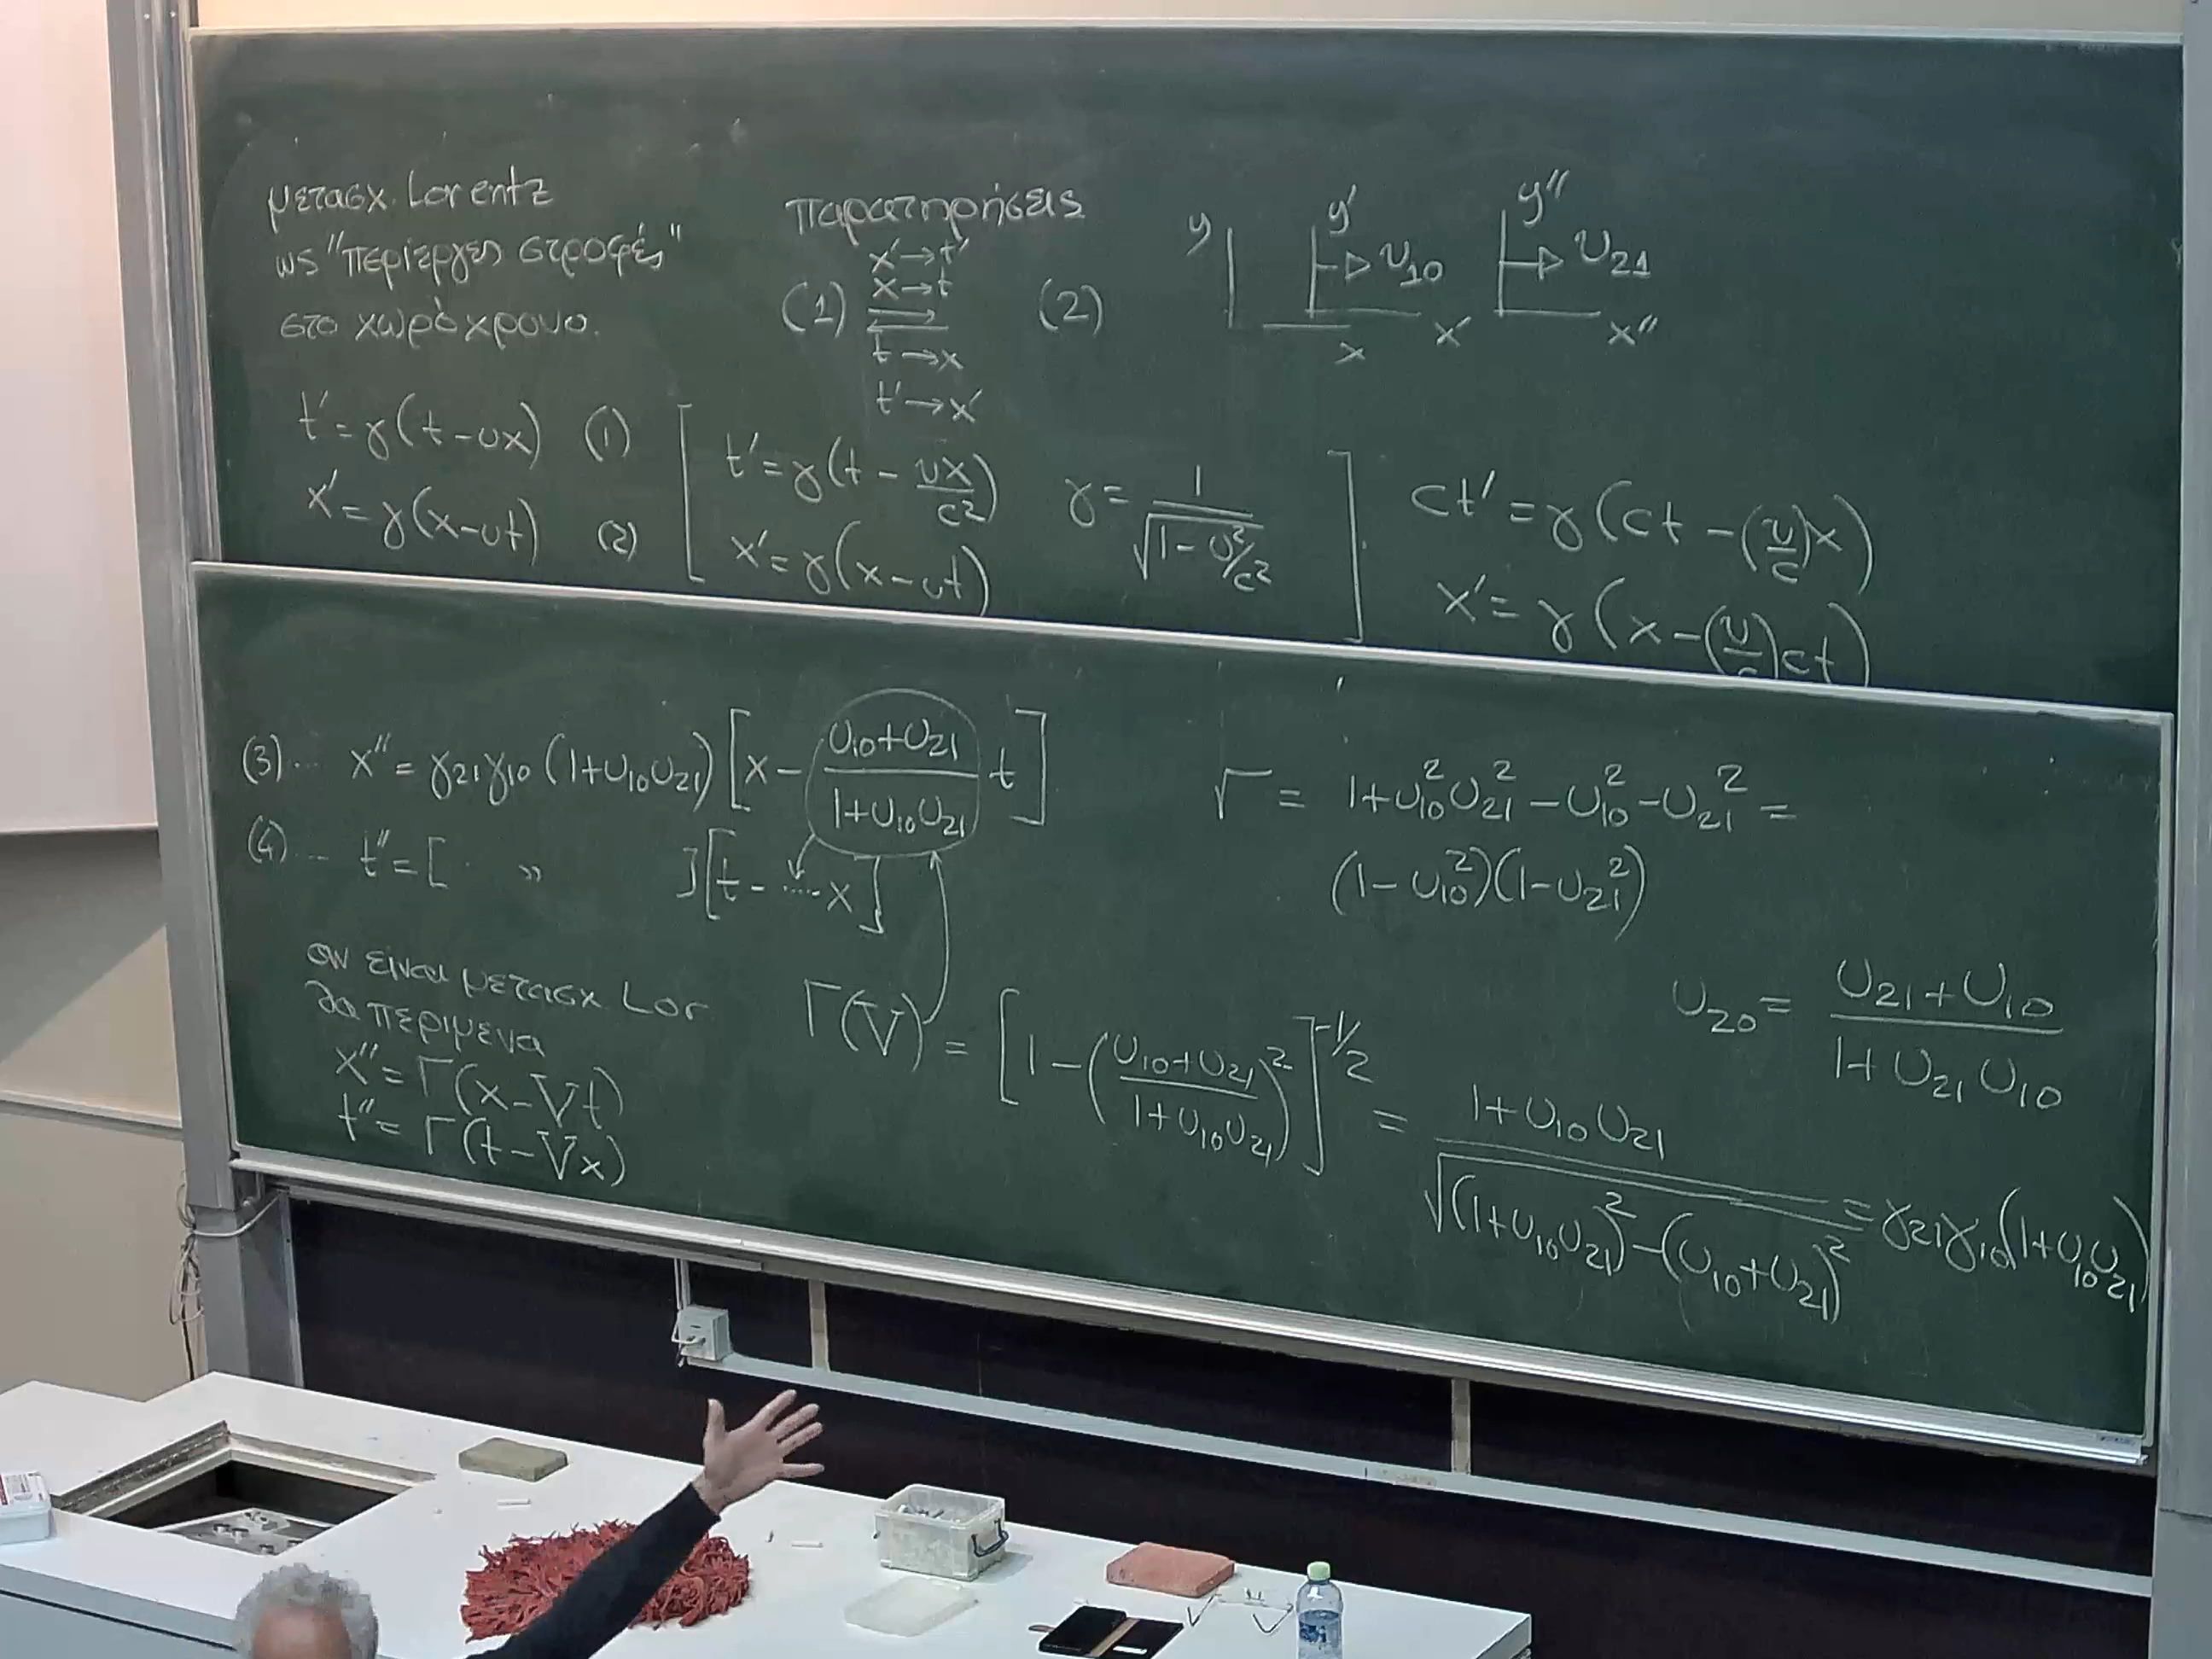 μετασχ. Lorentz
ως "περίεργες στροφές"
στο χωρόχρονο.
t' = γ(t - υx) (1)
x' = γ(x - υt) (2)
παρατηρήσεις
x' → t'
x → t
(1) ⇄ (2)
t → x
t' → x'
[ t' = γ(t - υx/c²) γ = 1/√(1 - υ²/c²)
x' = γ(x - υt) ]
y y' υ₁₀ y'' υ₂₁
x x' x''
ct' = γ(ct - (υ/c)x)
x' = γ(x - (υ/c)ct)
(3)... x'' = γ₂₁γ₁₀(1+υ₁₀υ₂₁)[x - (υ₁₀+υ₂₁)/(1+υ₁₀υ₂₁) t]
(4)... t'' = [ · » ][t - ..... x]
αν είναι μετασχ Lor
θα περιμενα
x'' = Γ(x - Vt)
t'' = Γ(t - Vx)
√ = 1+υ₁₀²υ₂₁² - υ₁₀² - υ₂₁² =
(1 - υ₁₀²)(1 - υ₂₁²)
υ₂₀ = (υ₂₁+υ₁₀)/(1+υ₂₁υ₁₀)
Γ(V) = [1 - ((υ₁₀+υ₂₁)/(1+υ₁₀υ₂₁))²]^(-1/2) = (1+υ₁₀υ₂₁)/√((1+υ₁₀υ₂₁)² - (υ₁₀+υ₂₁)²) = γ₂₁γ₁₀(1+υ₁₀υ₂₁)